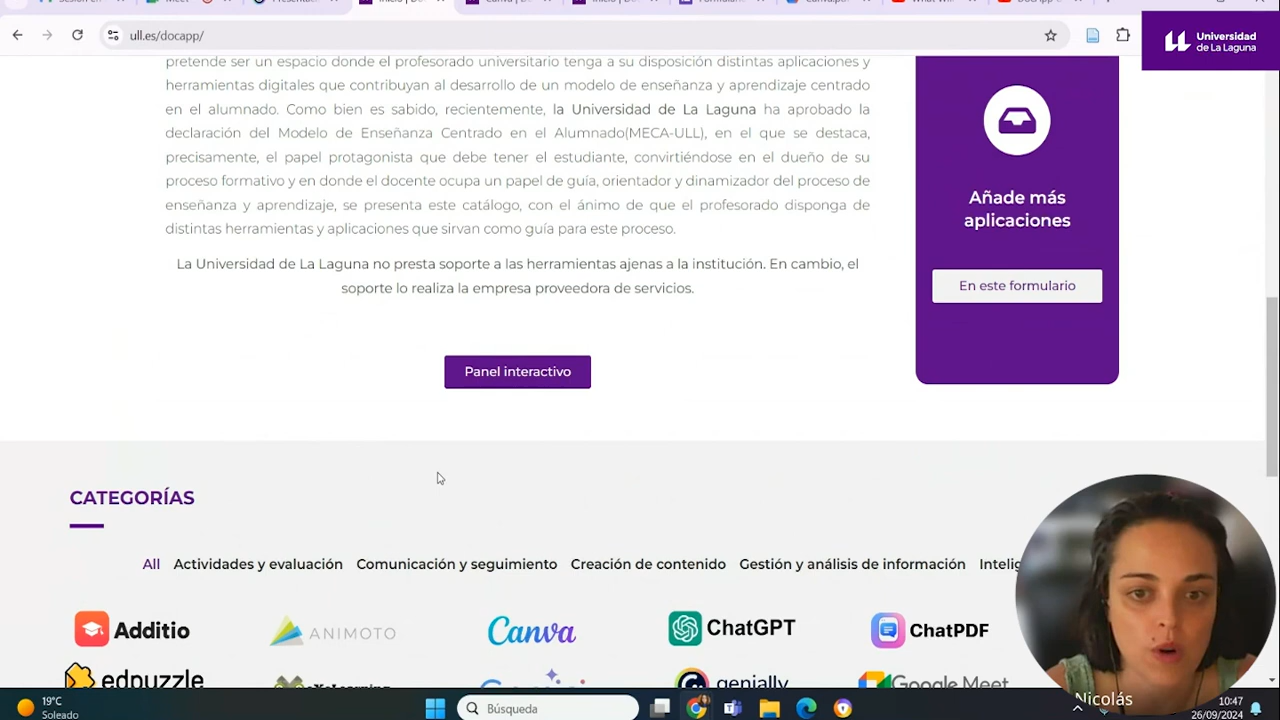 Inicio | Do
Canva | Do
Inicio | Do
ull.es/docapp/
Universidad
de La Laguna
pretende ser un espacio donde el profesorado universitario tenga a su disposición distintas aplicaciones y
herramientas digitales que contribuyan al desarrollo de un modelo de enseñanza y aprendizaje centrado
en el alumnado. Como bien es sabido, recientemente, la Universidad de La Laguna ha aprobado la
declaración del Modelo de Enseñanza Centrado en el Alumnado(MECA-ULL), en el que se destaca,
precisamente, el papel protagonista que debe tener el estudiante, convirtiéndose en el dueño de su
proceso formativo y en donde el docente ocupa un papel de guía, orientador y dinamizador del proceso de
enseñanza y aprendizaje, se presenta este catálogo, con el ánimo de que el profesorado disponga de
distintas herramientas y aplicaciones que sirvan como guía para este proceso.
La Universidad de La Laguna no presta soporte a las herramientas ajenas a la institución. En cambio, el
soporte lo realiza la empresa proveedora de servicios.
Panel interactivo
Añade más
aplicaciones
En este formulario
CATEGORÍAS
All Actividades y evaluación Comunicación y seguimiento Creación de contenido Gestión y análisis de información Intelig
Additio ANIMOTO Canva ChatGPT ChatPDF
edpuzzle eXeLearning genially Google Meet
Nicolás
19°C
Soleado
Búsqueda
10:47
26/09/2024